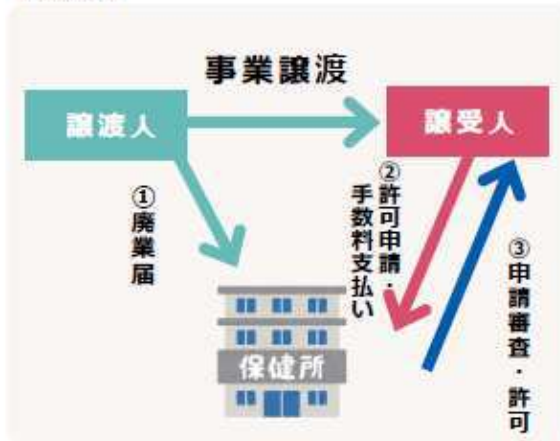 事業譲渡
譲渡人
譲受人
①廃業届
②許可申請・
手数料支払い
③申請審査・許可
保健所